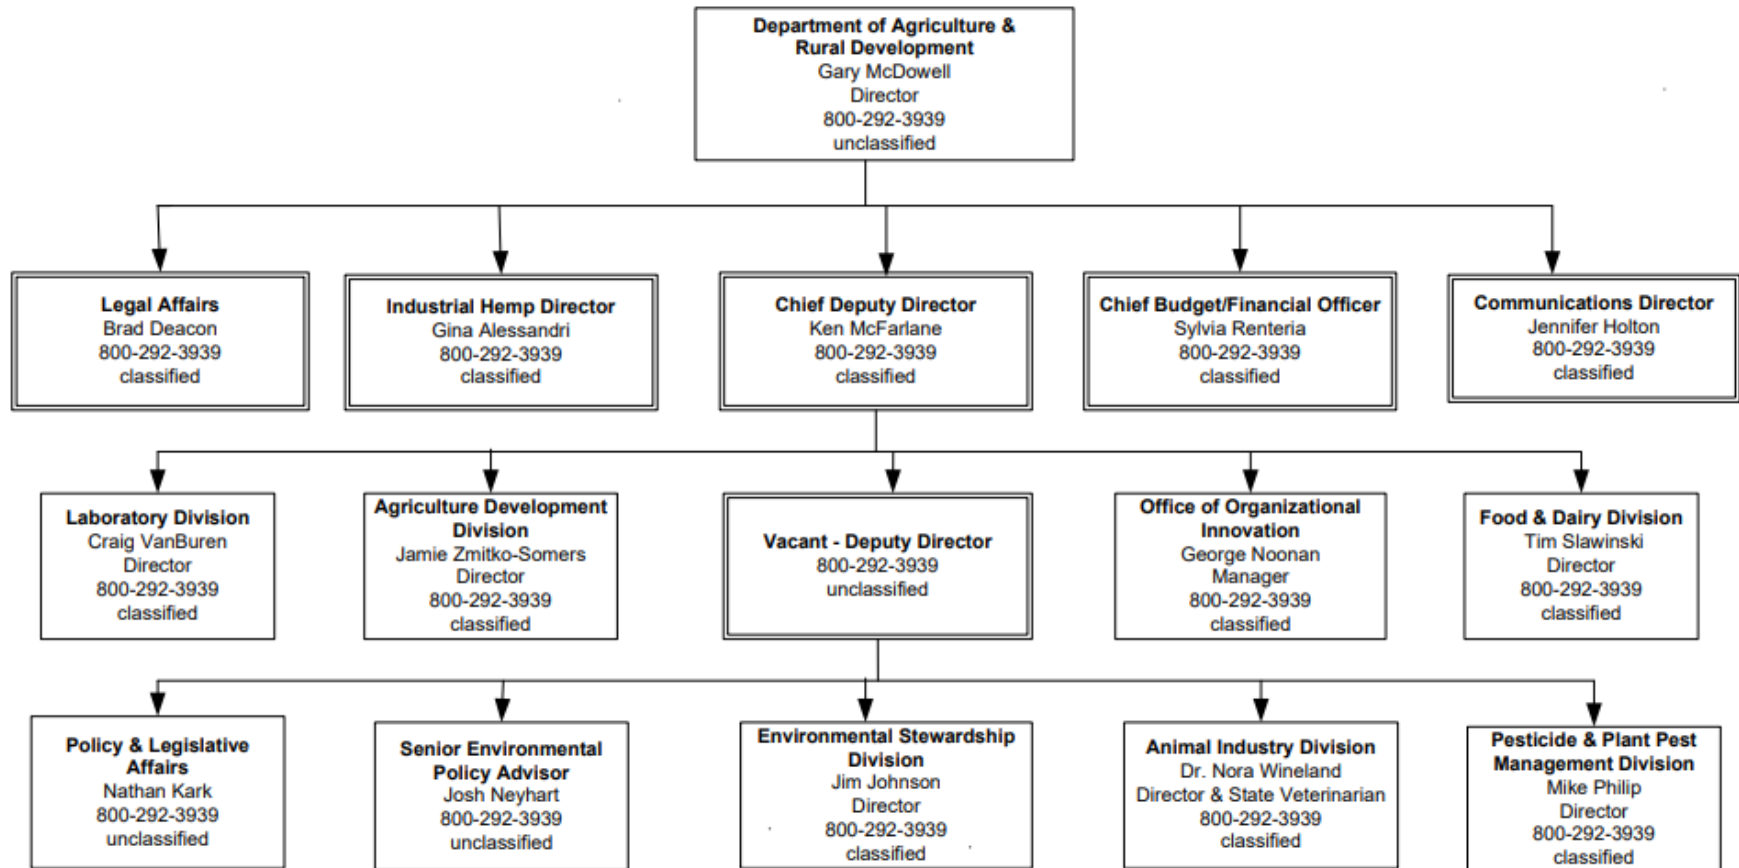 Department of Agriculture &
Rural Development
Gary McDowell
Director
800-292-3939
unclassified
Legal Affairs
Brad Deacon
800-292-3939
classified
Industrial Hemp Director
Gina Alessandri
800-292-3939
classified
Chief Deputy Director
Ken McFarlane
800-292-3939
classified
Chief Budget/Financial Officer
Sylvia Renteria
800-292-3939
classified
Communications Director
Jennifer Holton
800-292-3939
classified
Laboratory Division
Craig VanBuren
Director
800-292-3939
classified
Agriculture Development
Division
Jamie Zmitko-Somers
Director
800-292-3939
classified
Vacant - Deputy Director
800-292-3939
unclassified
Office of Organizational
Innovation
George Noonan
Manager
800-292-3939
classified
Food & Dairy Division
Tim Slawinski
Director
800-292-3939
classified
Policy & Legislative
Affairs
Nathan Kark
800-292-3939
unclassified
Senior Environmental
Policy Advisor
Josh Neyhart
800-292-3939
unclassified
Environmental Stewardship
Division
Jim Johnson
Director
800-292-3939
classified
Animal Industry Division
Dr. Nora Wineland
Director & State Veterinarian
800-292-3939
classified
Pesticide & Plant Pest
Management Division
Mike Philip
Director
800-292-3939
classified